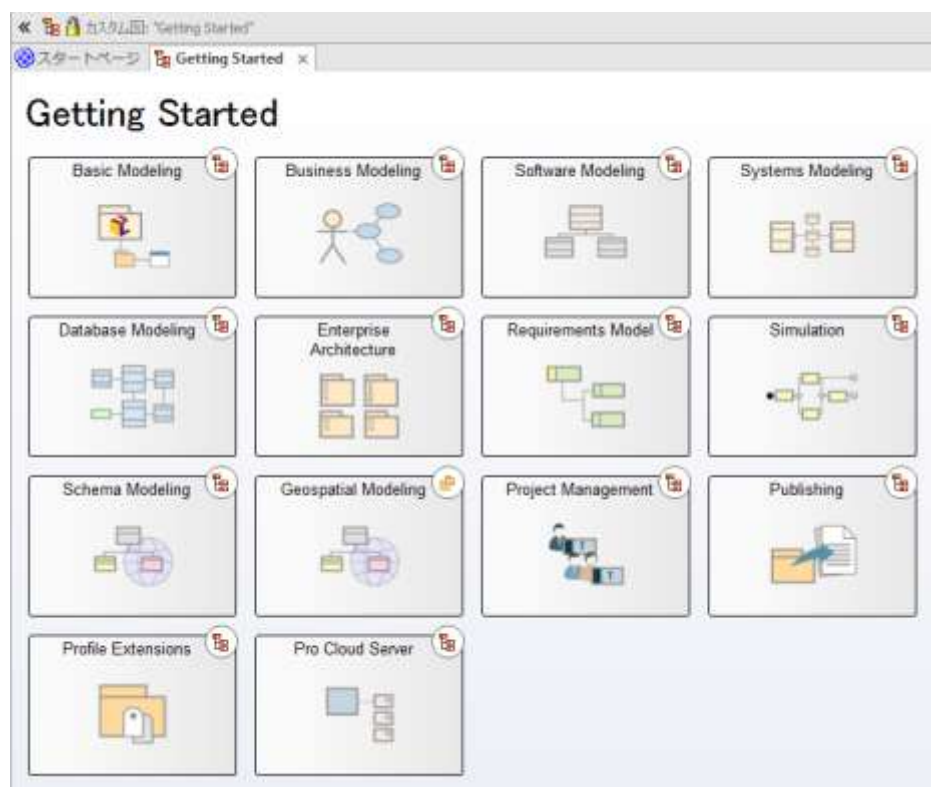 « カスタム図: "Getting Started"
スタートページ Getting Started ×
Getting Started
Basic Modeling Business Modeling Software Modeling Systems Modeling
Database Modeling Enterprise Requirements Model Simulation
Architecture
Schema Modeling Geospatial Modeling Project Management Publishing
T
T
Profile Extensions Pro Cloud Server